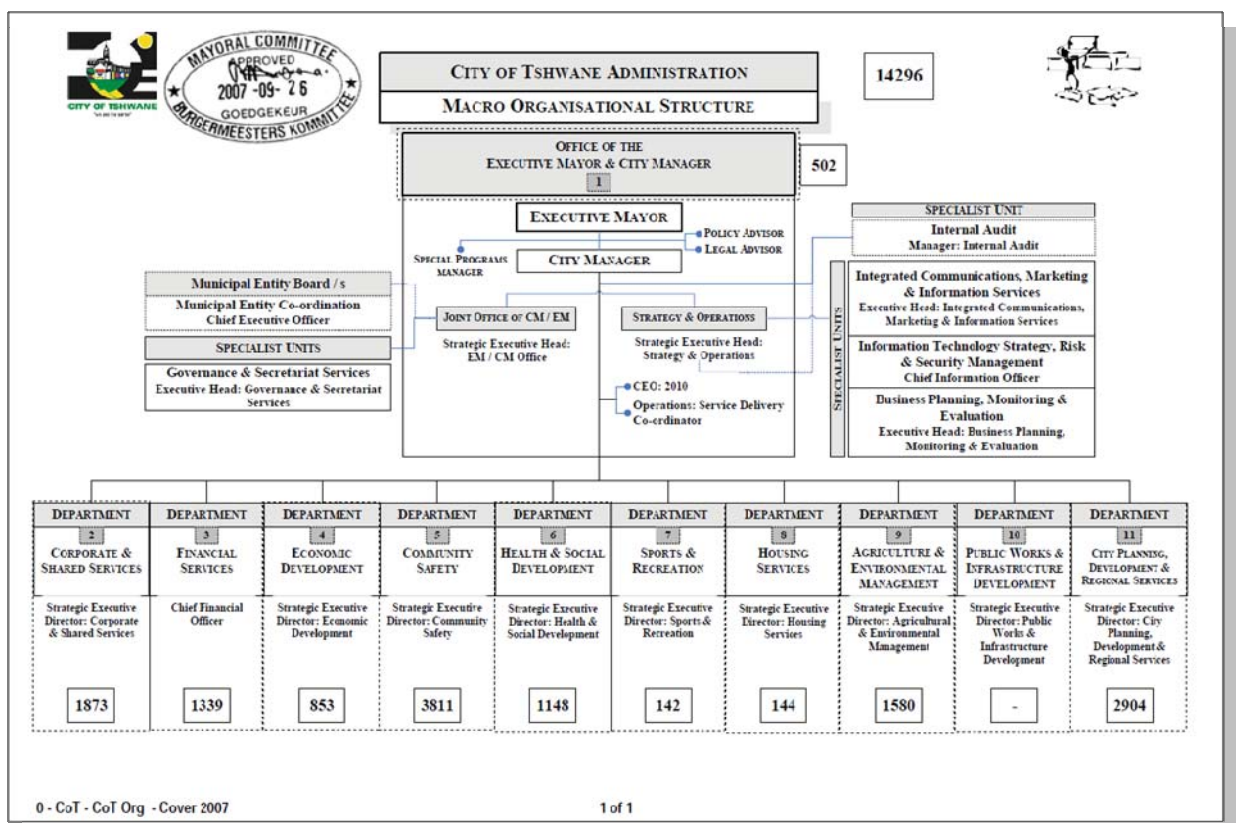 CITY OF TSHWANE
MAYORAL COMMITTEE
APPROVED
2007 -09- 26
GOEDGEKEUR
BURGERMEESTERS KOMMITTEE
CITY OF TSHWANE ADMINISTRATION
MACRO ORGANISATIONAL STRUCTURE
14296
OFFICE OF THE
EXECUTIVE MAYOR & CITY MANAGER
1
502
EXECUTIVE MAYOR
POLICY ADVISOR
LEGAL ADVISOR
SPECIAL PROGRAMS
MANAGER
CITY MANAGER
Municipal Entity Board / s
Municipal Entity Co-ordination
Chief Executive Officer
SPECIALIST UNITS
Governance & Secretariat Services
Executive Head: Governance & Secretariat
Services
JOINT OFFICE OF CM / EM
Strategic Executive Head:
EM / CM Office
STRATEGY & OPERATIONS
Strategic Executive Head:
Strategy & Operations
CEO: 2010
Operations: Service Delivery
Co-ordinator
SPECIALIST UNIT
Internal Audit
Manager: Internal Audit
SPECIALIST UNITS
Integrated Communications, Marketing
& Information Services
Executive Head: Integrated Communications,
Marketing & Information Services
Information Technology Strategy, Risk
& Security Management
Chief Information Officer
Business Planning, Monitoring &
Evaluation
Executive Head: Business Planning,
Monitoring & Evaluation
DEPARTMENT
2
CORPORATE &
SHARED SERVICES
Strategic Executive
Director: Corporate
& Shared Services
1873
DEPARTMENT
3
FINANCIAL
SERVICES
Chief Financial
Officer
1339
DEPARTMENT
4
ECONOMIC
DEVELOPMENT
Strategic Executive
Director: Economic
Development
853
DEPARTMENT
5
COMMUNITY
SAFETY
Strategic Executive
Director: Community
Safety
3811
DEPARTMENT
6
HEALTH & SOCIAL
DEVELOPMENT
Strategic Executive
Director: Health &
Social Development
1148
DEPARTMENT
7
SPORTS &
RECREATION
Strategic Executive
Director: Sports &
Recreation
142
DEPARTMENT
8
HOUSING
SERVICES
Strategic Executive
Director: Housing
Services
144
DEPARTMENT
9
AGRICULTURE &
ENVIRONMENTAL
MANAGEMENT
Strategic Executive
Director: Agricultural
& Environmental
Management
1580
DEPARTMENT
10
PUBLIC WORKS &
INFRASTRUCTURE
DEVELOPMENT
Strategic Executive
Director: Public
Works &
Infrastructure
Development
-
DEPARTMENT
11
CITY PLANNING,
DEVELOPMENT &
REGIONAL SERVICES
Strategic Executive
Director: City
Planning,
Development &
Regional Services
2904
0 - CoT - CoT Org - Cover 2007
1 of 1